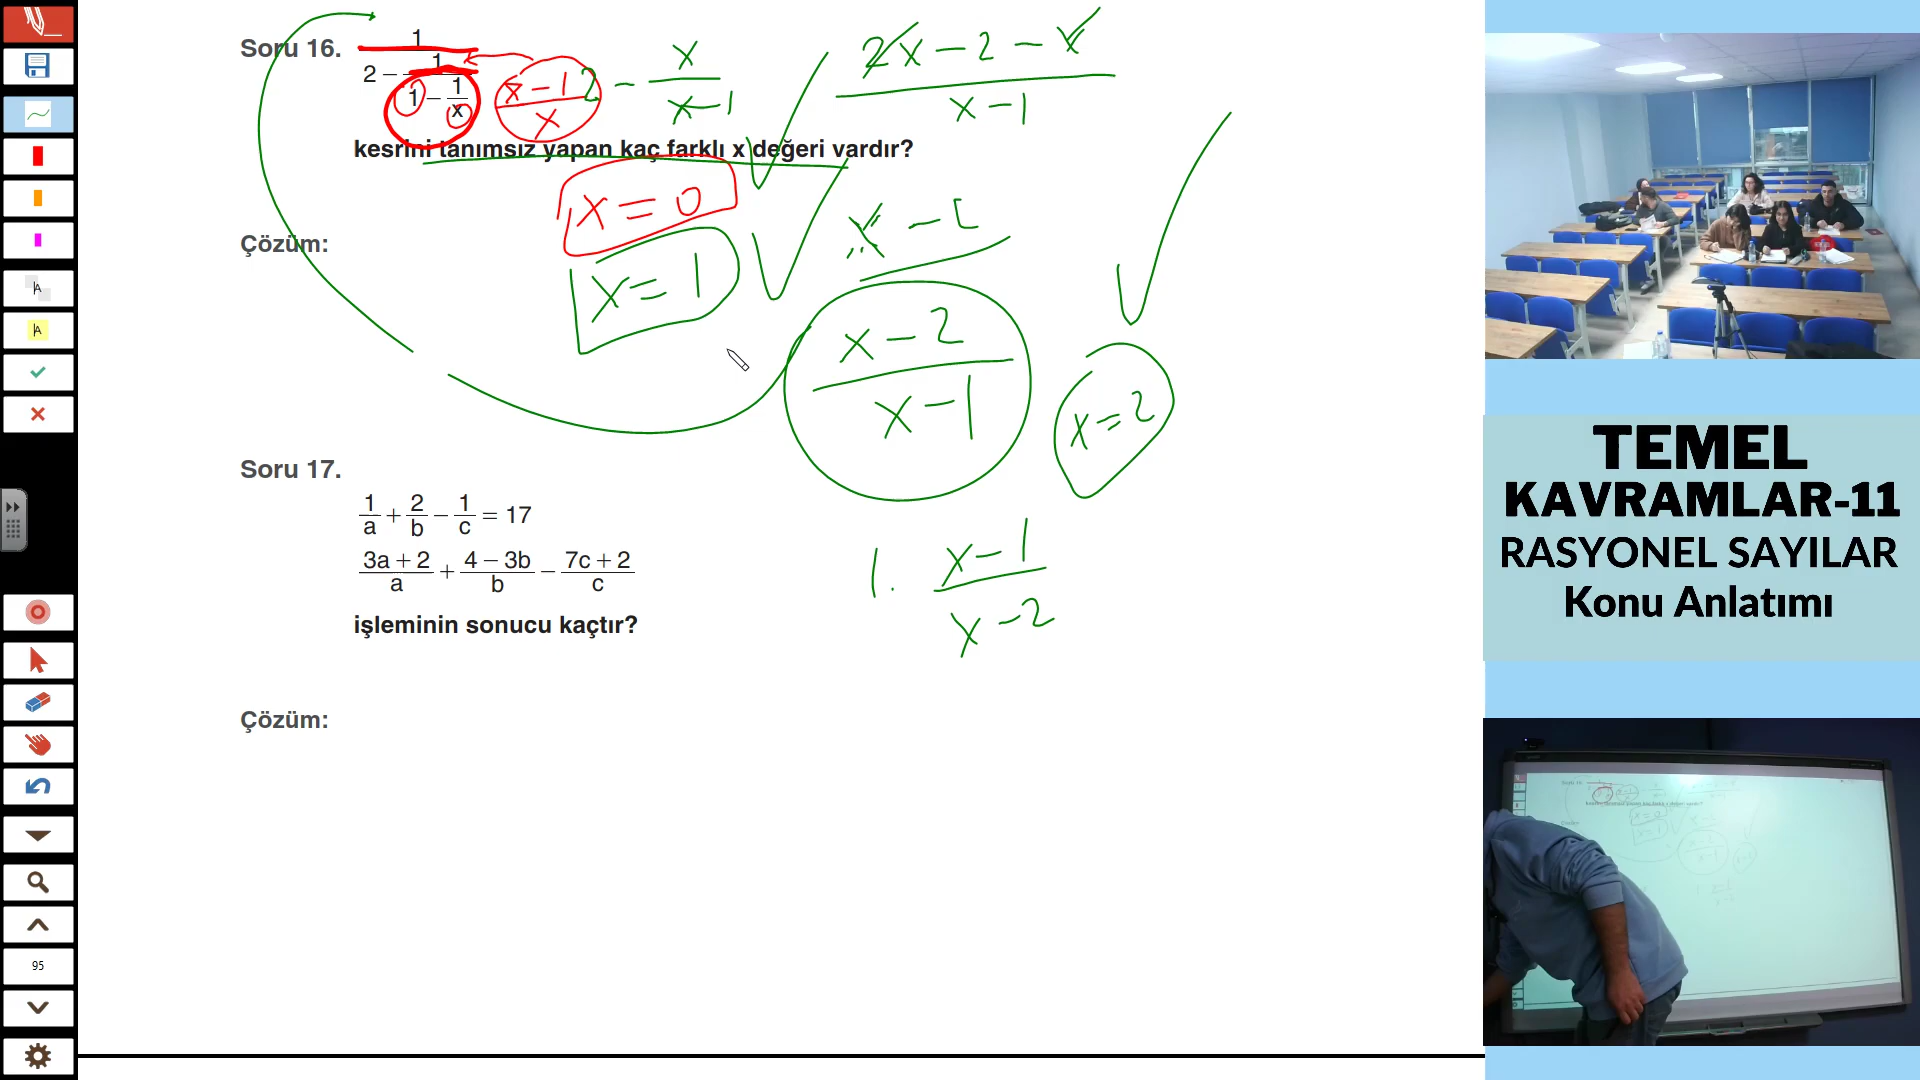 Soru 16.
1
2 − 1
1 − 1
x
x−1
x
2 − x
x−1
2x − 2 − x
x − 1
kesrini tanımsız yapan kaç farklı x değeri vardır?
x = 0
Çözüm:
x = 1
x − 2
x − 1
x = 2
Soru 17.
1/a + 2/b − 1/c = 17
3a + 2/a + 4 − 3b/b − 7c + 2/c
işleminin sonucu kaçtır?
1. x − 1
x − 2
Çözüm:
95
TEMEL
KAVRAMLAR-11
RASYONEL SAYILAR
Konu Anlatımı